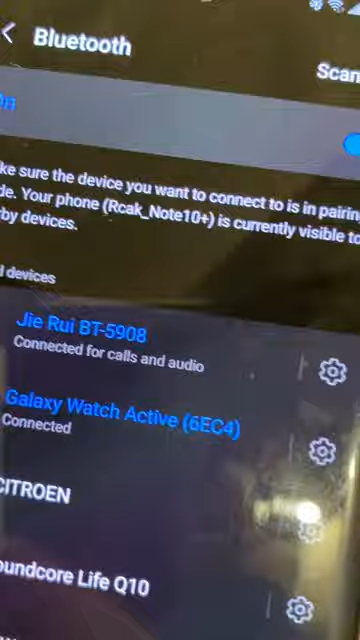 Bluetooth
Scan
On
ke sure the device you want to connect to is in pairin
de. Your phone (Rcak_Note10+) is currently visible to
rby devices.
d devices
Jie Rui BT-5908
Connected for calls and audio
Galaxy Watch Active (6EC4)
Connected
CITROEN
oundcore Life Q10